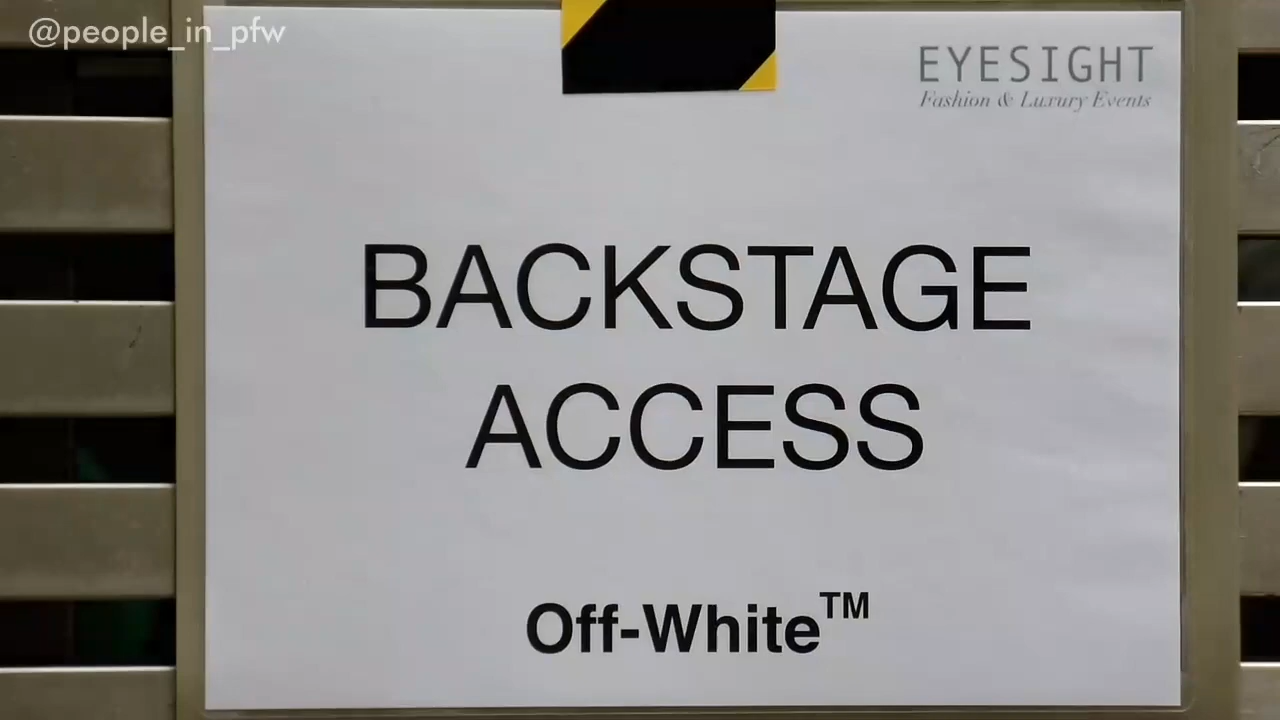 @people_in_pfw
EYESIGHT
Fashion & Luxury Events
BACKSTAGE
ACCESS
Off-White™